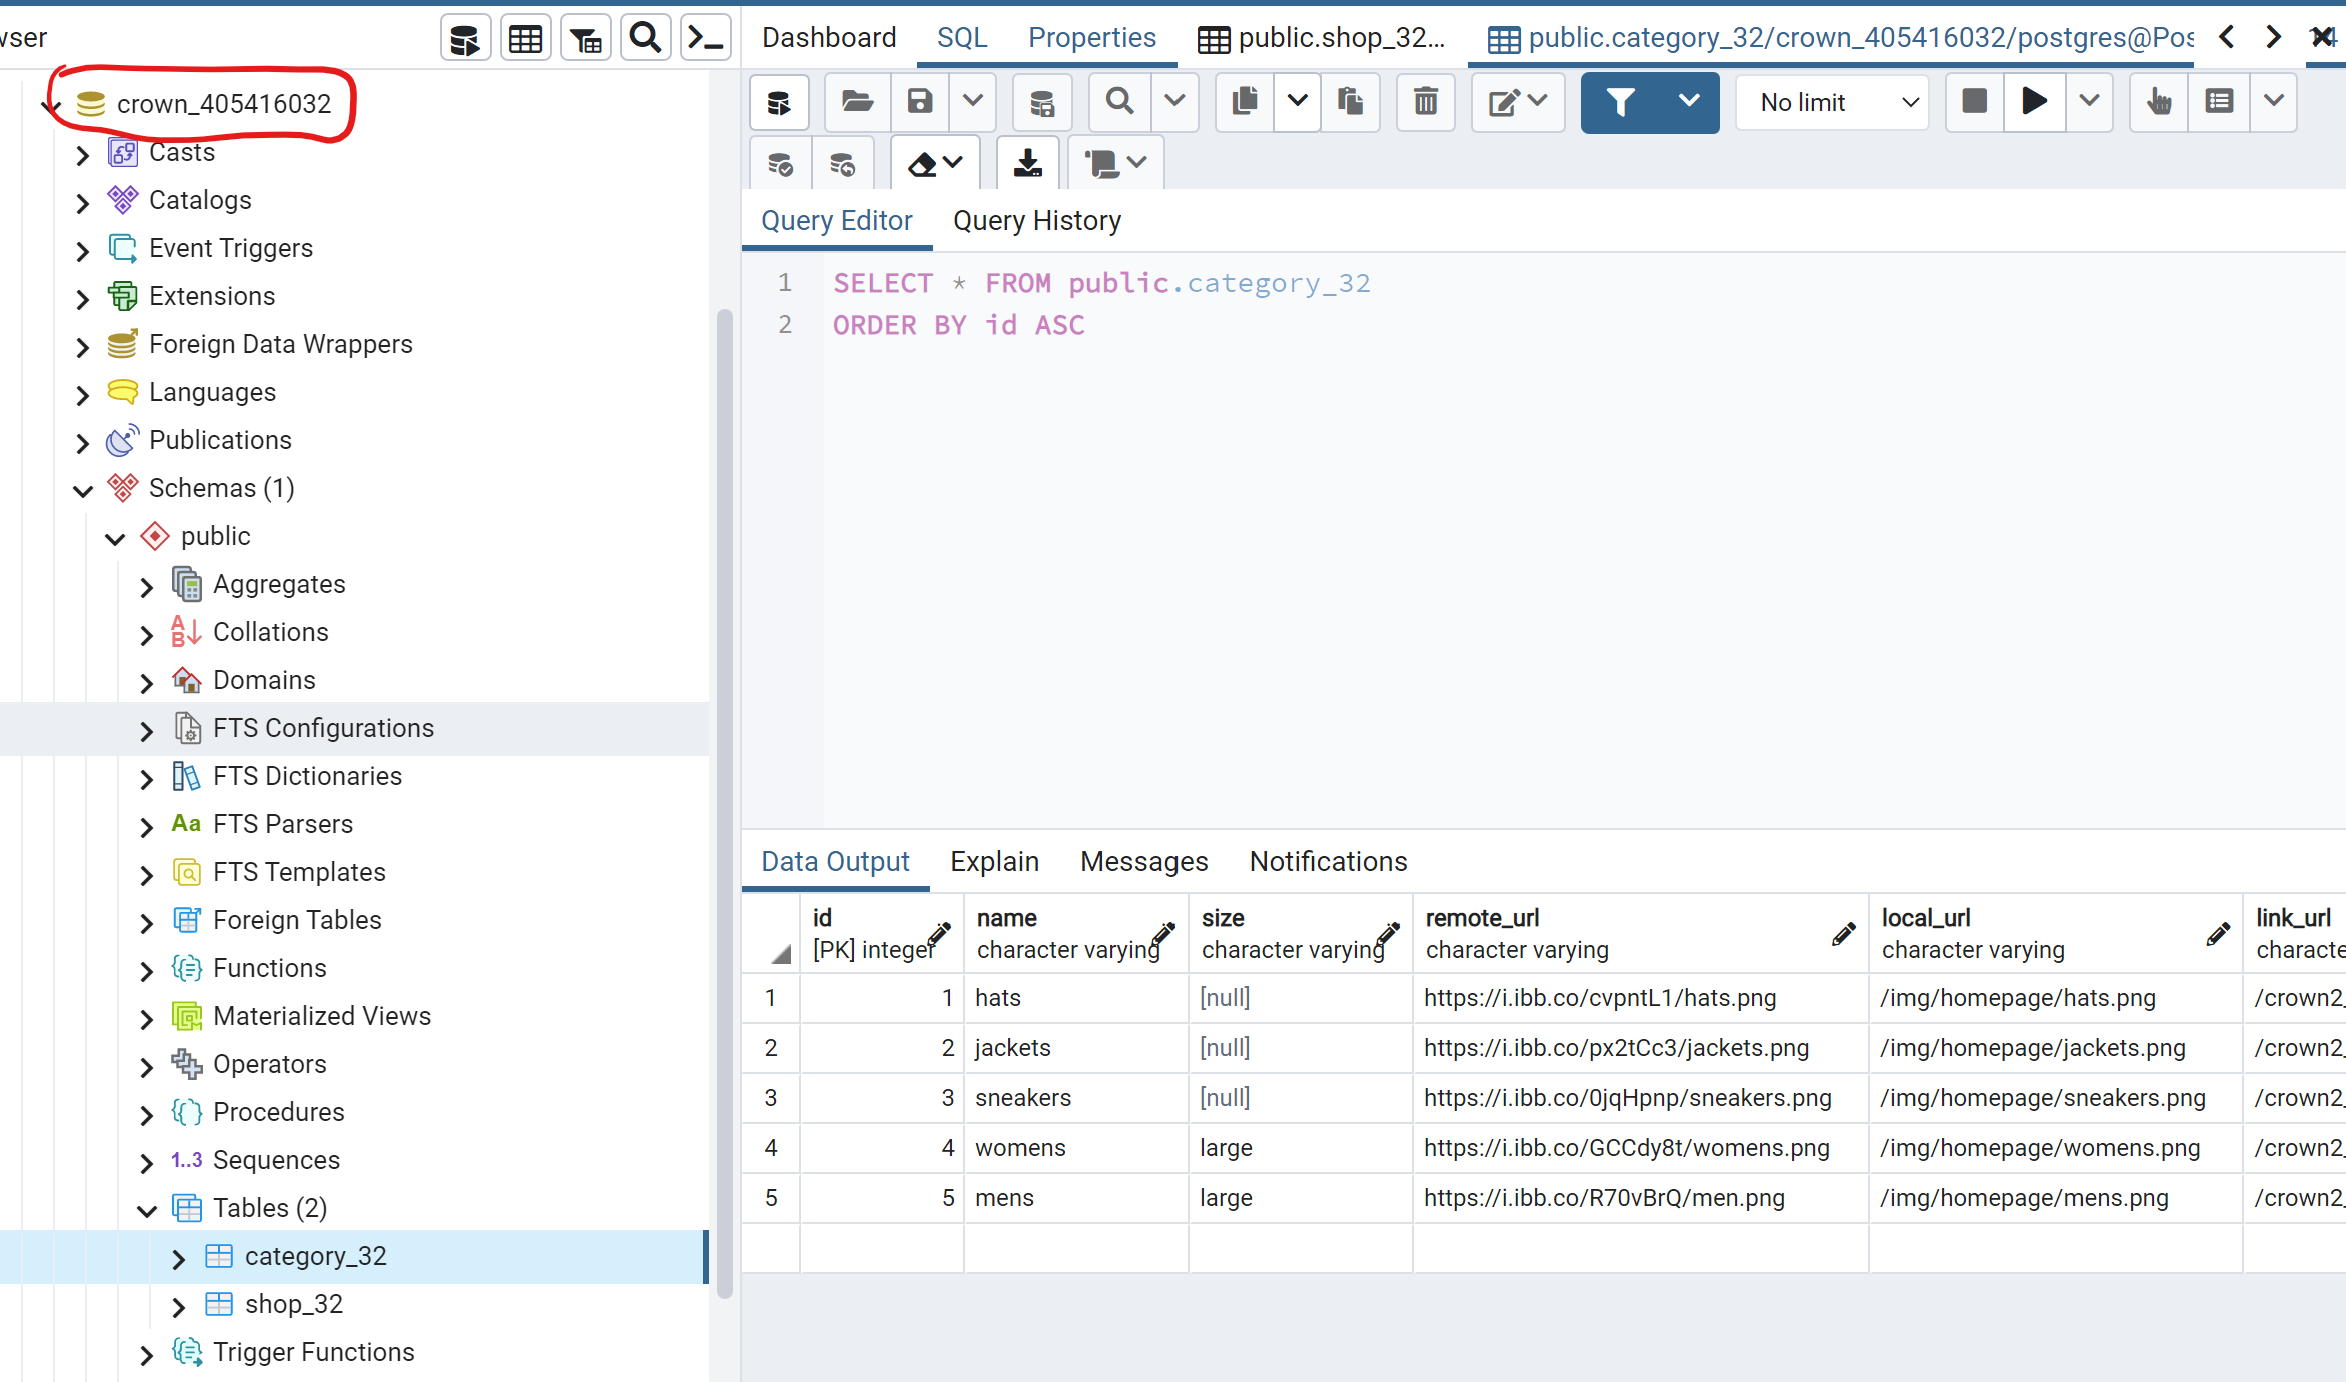 wser
Dashboard SQL Properties public.shop_32... public.category_32/crown_405416032/postgres@Pos
crown_405416032
Casts
Catalogs
Event Triggers
Extensions
Foreign Data Wrappers
Languages
Publications
Schemas (1)
public
Aggregates
Collations
Domains
FTS Configurations
FTS Dictionaries
Aa FTS Parsers
FTS Templates
Foreign Tables
Functions
Materialized Views
Operators
Procedures
1..3 Sequences
Tables (2)
category_32
shop_32
Trigger Functions
No limit
Query Editor Query History
1 SELECT * FROM public.category_32
2 ORDER BY id ASC
Data Output Explain Messages Notifications
id name size remote_url local_url link_url
[PK] integer character varying character varying character varying character varying characte
1 1 hats [null] https://i.ibb.co/cvpntL1/hats.png /img/homepage/hats.png /crown2_
2 2 jackets [null] https://i.ibb.co/px2tCc3/jackets.png /img/homepage/jackets.png /crown2_
3 3 sneakers [null] https://i.ibb.co/0jqHpnp/sneakers.png /img/homepage/sneakers.png /crown2_
4 4 womens large https://i.ibb.co/GCCdy8t/womens.png /img/homepage/womens.png /crown2_
5 5 mens large https://i.ibb.co/R70vBrQ/men.png /img/homepage/mens.png /crown2_